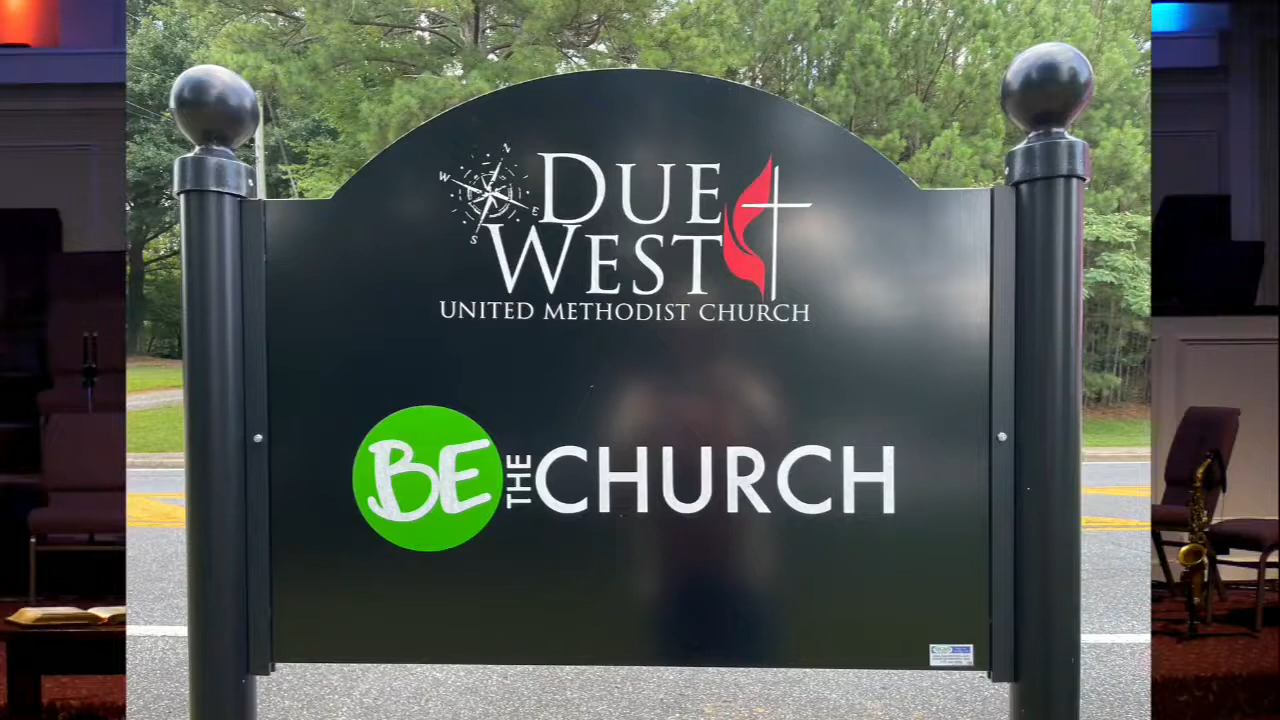 N
W
E
S
DUE
WEST
UNITED METHODIST CHURCH
BE THE CHURCH